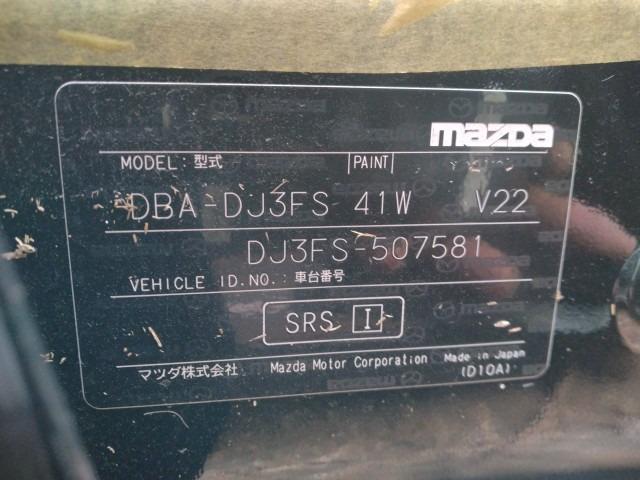 mazda
MODEL: 型式 PAINT
DBA-DJ3FS 41W V22
DJ3FS-507581
VEHICLE ID.NO.: 車台番号
SRS I
マツダ株式会社 Mazda Motor Corporation Made in Japan
(D10A)